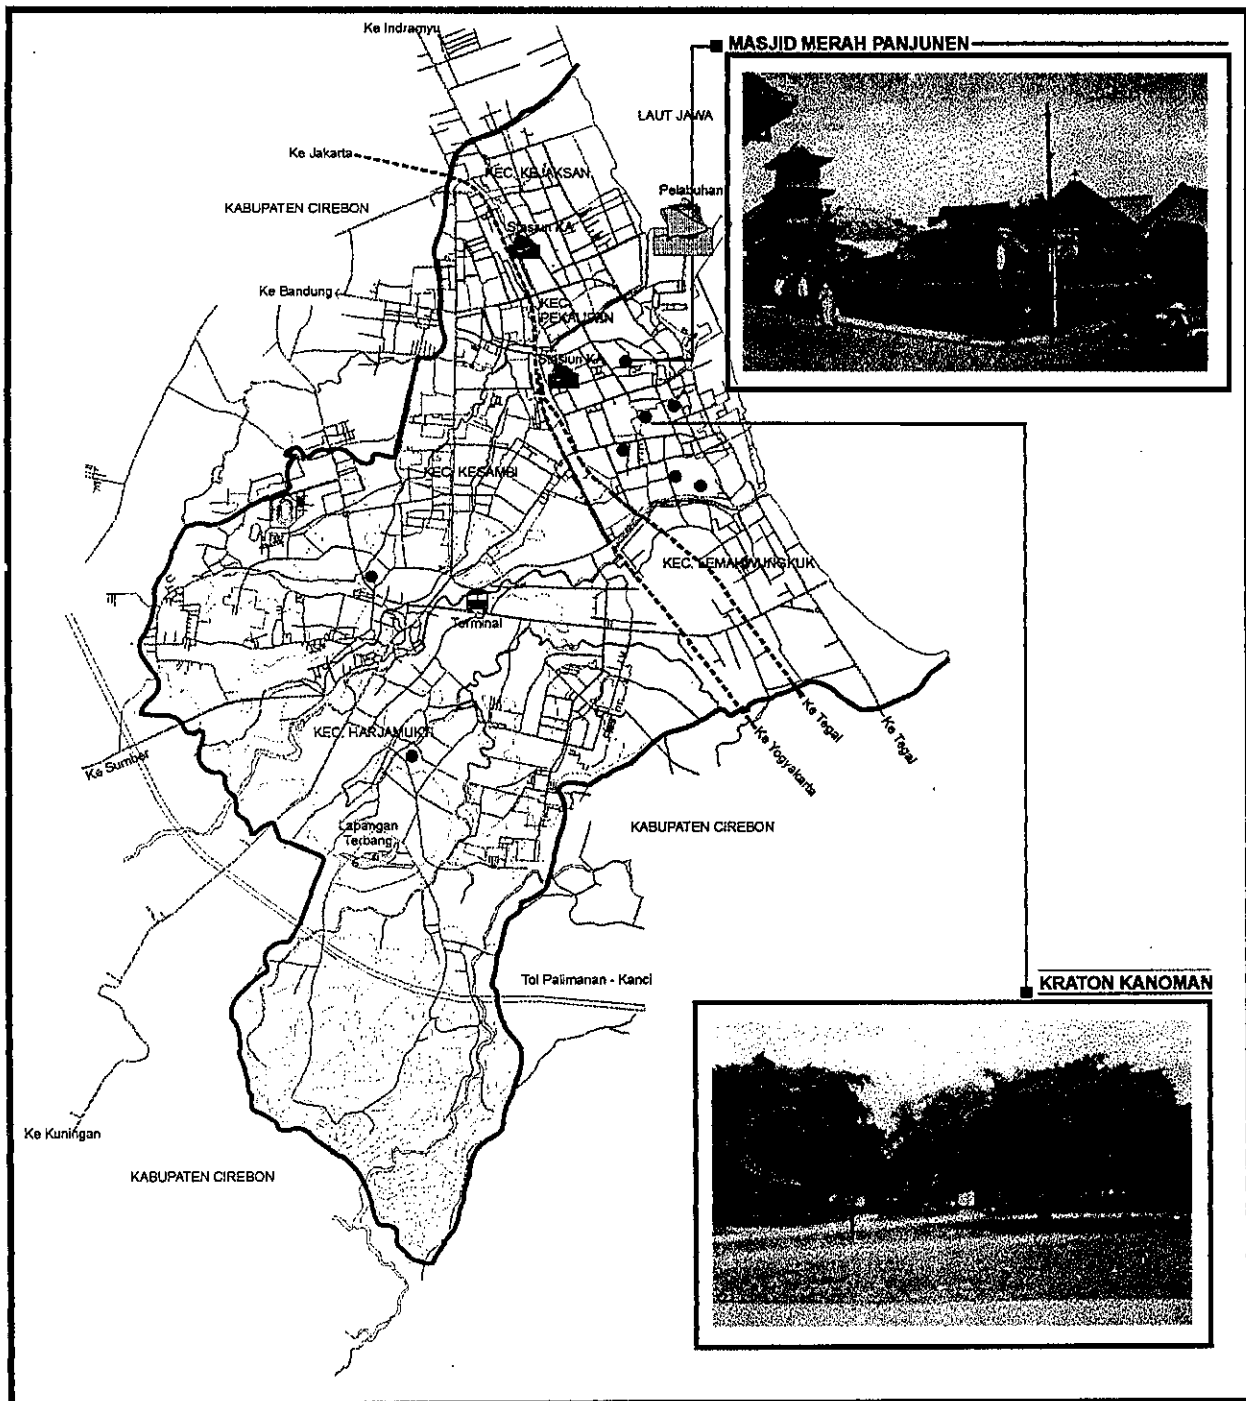 Ke Indramyu
MASJID MERAH PANJUNEN
LAUT JAWA
Ke Jakarta
KEC. KEJAKSAN
Pelabuhan
KABUPATEN CIREBON
Stasiun KA
Ke Bandung
KEC.
PEKALIPAN
Stasiun KA
KEC. KESAMBI
KEC. LEMAHWUNGKUK
Terminal
KEC. HARJAMUKTI
Ke Sumber
Ke Tegal
Ke Tegal
Ke Yogyakarta
Lapangan
Terbang
KABUPATEN CIREBON
Tol Palimanan - Kanci
KRATON KANOMAN
Ke Kuningan
KABUPATEN CIREBON